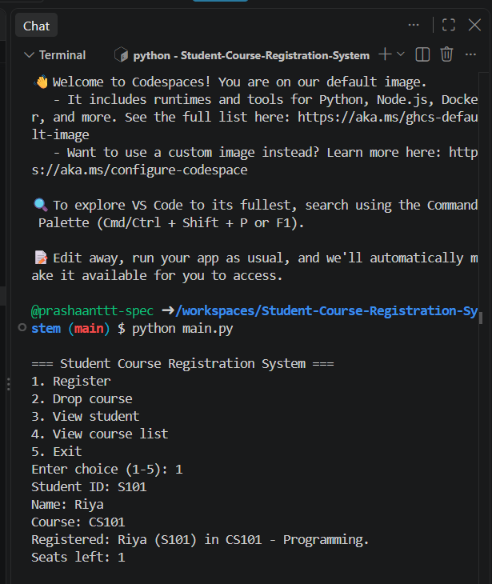 Chat
Terminal
python - Student-Course-Registration-System
👋 Welcome to Codespaces! You are on our default image.
- It includes runtimes and tools for Python, Node.js, Docke
r, and more. See the full list here: https://aka.ms/ghcs-defau
lt-image
- Want to use a custom image instead? Learn more here: http
s://aka.ms/configure-codespace
🔍 To explore VS Code to its fullest, search using the Command
Palette (Cmd/Ctrl + Shift + P or F1).
📝 Edit away, run your app as usual, and we'll automatically m
ake it available for you to access.
@prashaanttt-spec ➜/workspaces/Student-Course-Registration-Sy
stem (main) $ python main.py
=== Student Course Registration System ===
1. Register
2. Drop course
3. View student
4. View course list
5. Exit
Enter choice (1-5): 1
Student ID: S101
Name: Riya
Course: CS101
Registered: Riya (S101) in CS101 - Programming.
Seats left: 1